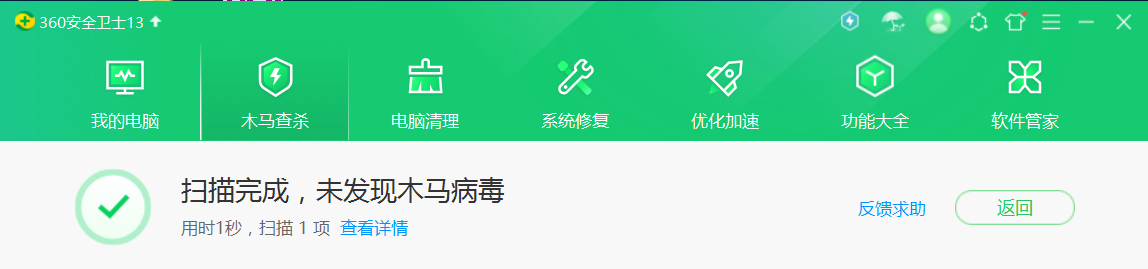 360安全卫士13
我的电脑
木马查杀
电脑清理
系统修复
优化加速
功能大全
软件管家
扫描完成，未发现木马病毒
用时1秒，扫描 1 项 查看详情
反馈求助
返回